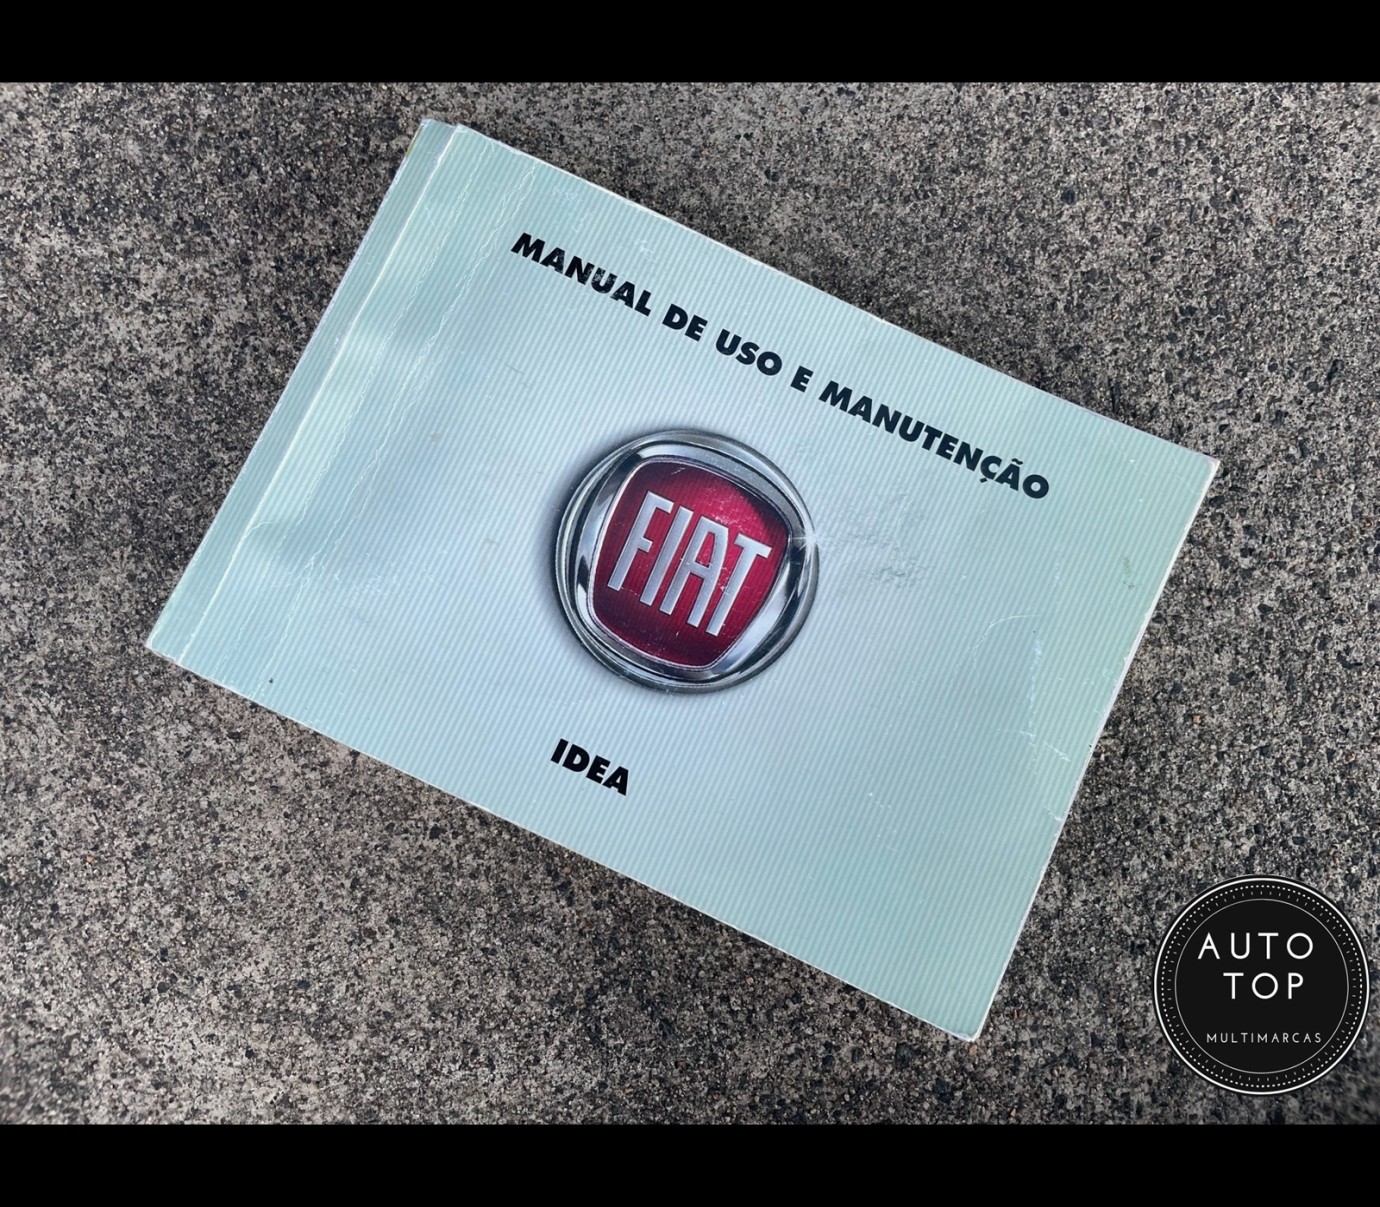 MANUAL DE USO E MANUTENÇÃO
FIAT
IDEA
AUTO
TOP
MULTIMARCAS